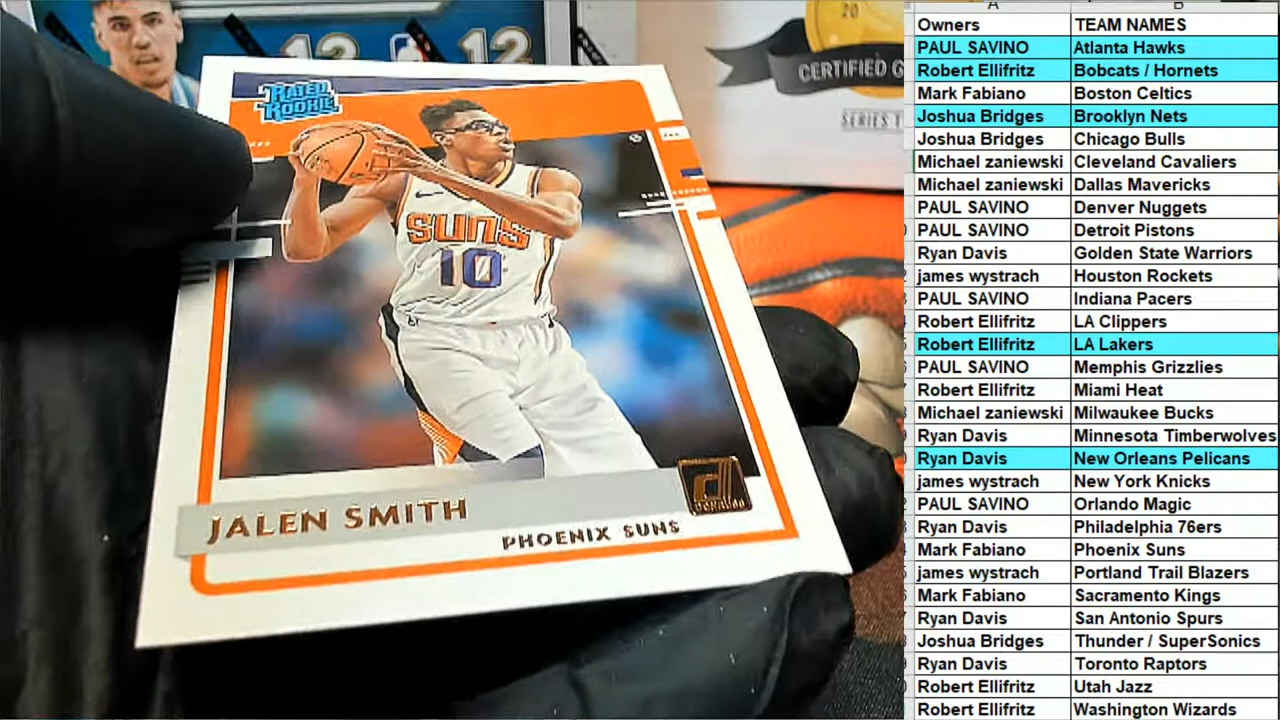 12
12
20
CERTIFIED G
SERIES 1
RATED
ROOKIE
SUNS
10
JALEN SMITH
PHOENIX SUNS
DONRUSS
A B
Owners TEAM NAMES
PAUL SAVINO Atlanta Hawks
Robert Ellifritz Bobcats / Hornets
Mark Fabiano Boston Celtics
Joshua Bridges Brooklyn Nets
Joshua Bridges Chicago Bulls
Michael zaniewski Cleveland Cavaliers
Michael zaniewski Dallas Mavericks
PAUL SAVINO Denver Nuggets
PAUL SAVINO Detroit Pistons
Ryan Davis Golden State Warriors
james wystrach Houston Rockets
PAUL SAVINO Indiana Pacers
Robert Ellifritz LA Clippers
Robert Ellifritz LA Lakers
PAUL SAVINO Memphis Grizzlies
Robert Ellifritz Miami Heat
Michael zaniewski Milwaukee Bucks
Ryan Davis Minnesota Timberwolves
Ryan Davis New Orleans Pelicans
james wystrach New York Knicks
PAUL SAVINO Orlando Magic
Ryan Davis Philadelphia 76ers
Mark Fabiano Phoenix Suns
james wystrach Portland Trail Blazers
Mark Fabiano Sacramento Kings
Ryan Davis San Antonio Spurs
Joshua Bridges Thunder / SuperSonics
Ryan Davis Toronto Raptors
Robert Ellifritz Utah Jazz
Robert Ellifritz Washington Wizards